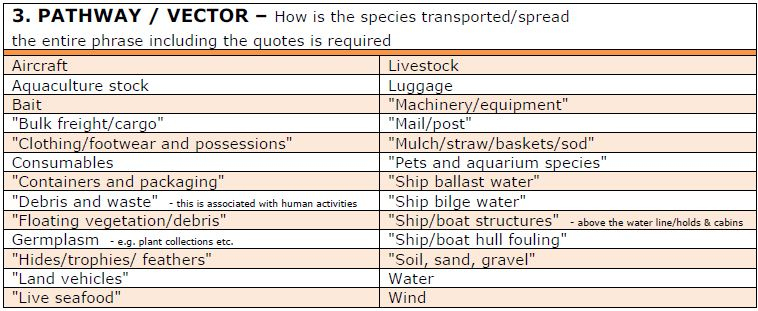 3. PATHWAY / VECTOR – How is the species transported/spread
the entire phrase including the quotes is required
Aircraft
Livestock
Aquaculture stock
Luggage
Bait
"Machinery/equipment"
"Bulk freight/cargo"
"Mail/post"
"Clothing/footwear and possessions"
"Mulch/straw/baskets/sod"
Consumables
"Pets and aquarium species"
"Containers and packaging"
"Ship ballast water"
"Debris and waste" - this is associated with human activities
"Ship bilge water"
"Floating vegetation/debris"
"Ship/boat structures" - above the water line/holds & cabins
Germplasm - e.g. plant collections etc.
"Ship/boat hull fouling"
"Hides/trophies/ feathers"
"Soil, sand, gravel"
"Land vehicles"
Water
"Live seafood"
Wind